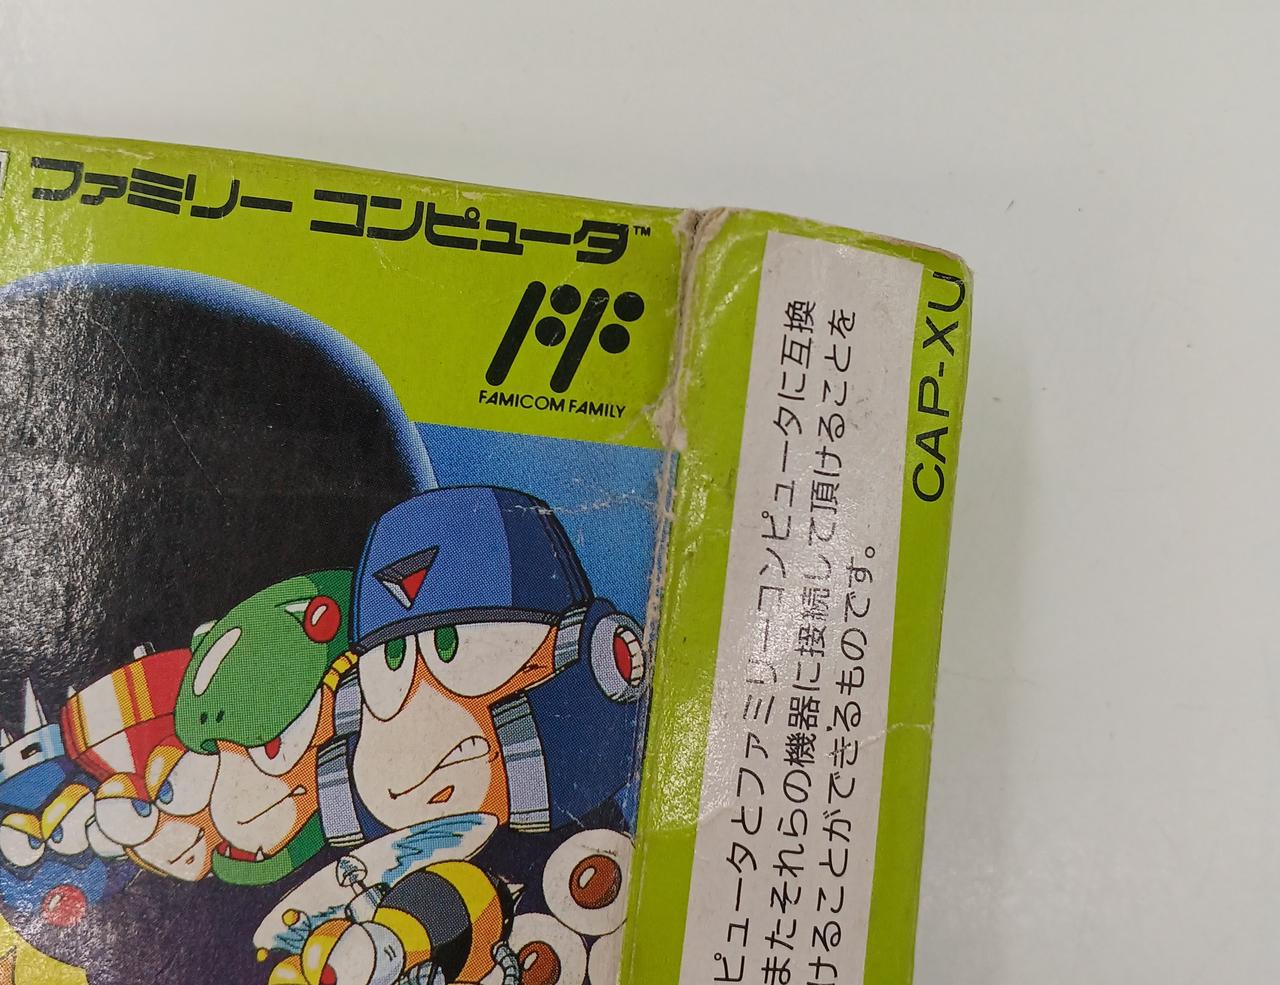 ファミリーコンピュータ™
FAMICOM FAMILY
CAP-XU
ピュータとファミリーコンピュータに互換
またそれらの機器に接続して頂けることを
けることができるものです。